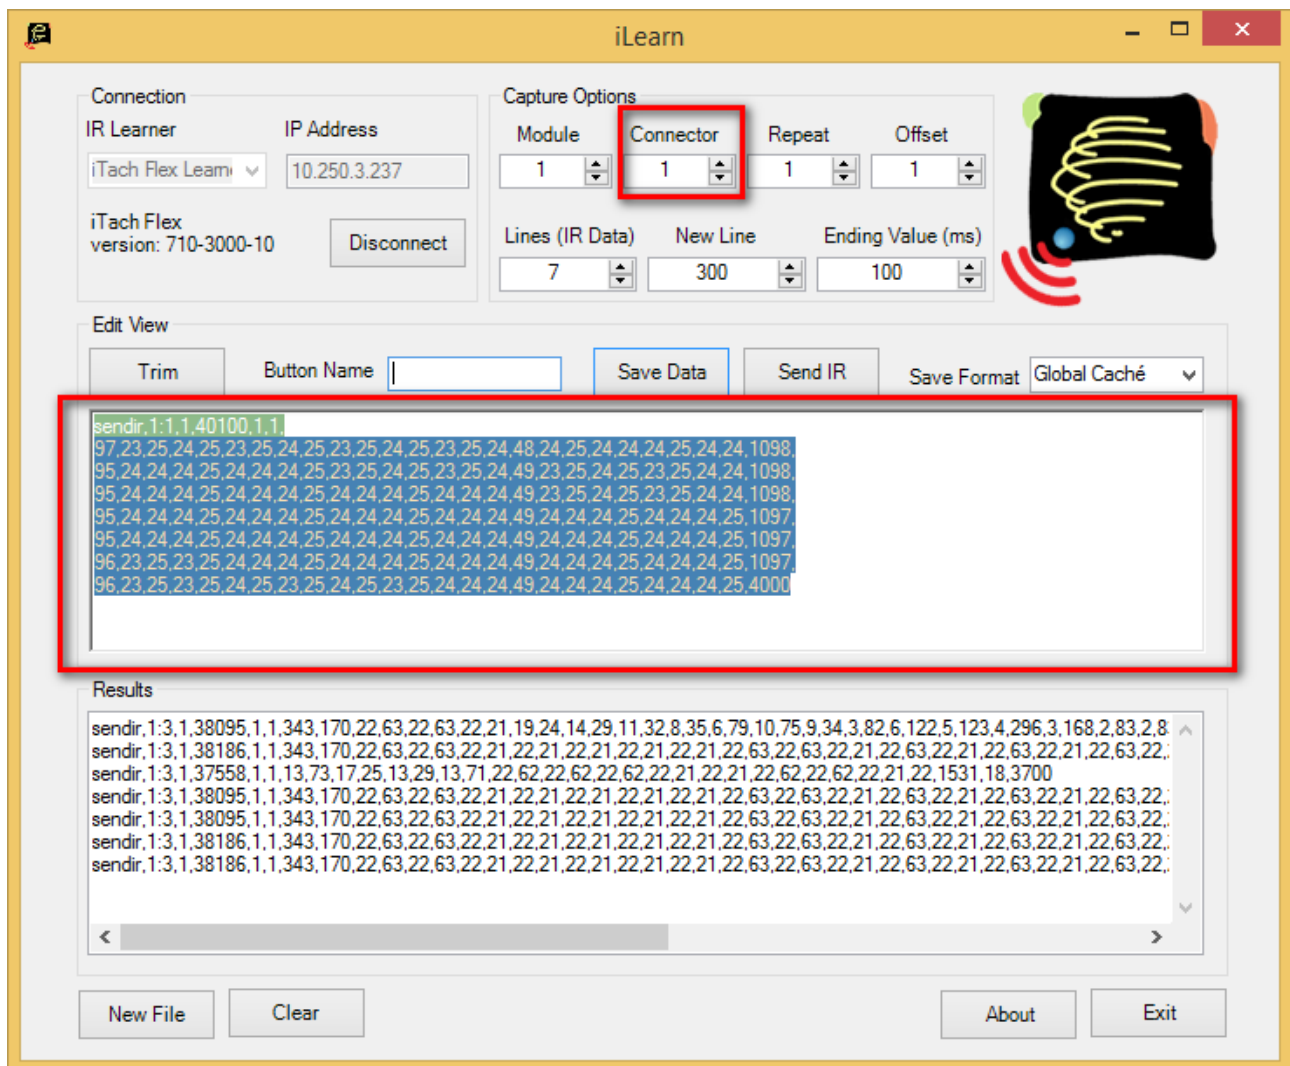 iLearn
Connection
IR Learner IP Address
iTach Flex Learn 10.250.3.237
iTach Flex
version: 710-3000-10
Disconnect
Capture Options
Module Connector Repeat Offset
1 1 1 1
Lines (IR Data) New Line Ending Value (ms)
7 300 100
Edit View
Trim Button Name Save Data Send IR Save Format Global Caché
sendir,1:1,1,40100,1,1,
97,23,25,24,25,23,25,24,25,23,25,24,25,23,25,24,48,24,25,24,24,24,25,24,24,1098,
95,24,24,24,25,24,24,24,25,23,25,24,25,23,25,24,49,23,25,24,25,23,25,24,24,1098,
95,24,24,24,25,24,24,24,25,24,24,24,25,24,24,24,49,23,25,24,25,23,25,24,24,1098,
95,24,24,24,25,24,24,24,25,24,24,24,25,24,24,24,49,24,24,24,25,24,24,25,1097,
95,24,24,24,25,24,24,24,25,24,24,24,25,24,24,24,49,24,24,24,25,24,24,25,1097,
96,23,25,23,25,24,24,24,25,24,24,24,25,24,24,24,49,24,24,25,24,24,25,1097,
96,23,25,23,25,24,25,23,25,24,25,23,25,24,24,24,49,24,24,24,25,24,24,24,25,4000
Results
sendir,1:3,1,38095,1,1,343,170,22,63,22,63,22,21,19,24,14,29,11,32,8,35,6,79,10,75,9,34,3,82,6,122,5,123,4,296,3,168,2,83,2,8
sendir,1:3,1,38186,1,1,343,170,22,63,22,63,22,21,22,21,22,21,22,21,22,21,22,63,22,63,22,21,22,63,22,21,22,63,22,21,22,63,22,
sendir,1:3,1,37558,1,1,13,73,17,25,13,29,13,71,22,62,22,62,22,62,22,21,22,21,22,62,22,62,22,21,22,1531,18,3700
sendir,1:3,1,38095,1,1,343,170,22,63,22,63,22,21,22,21,22,21,22,21,22,21,22,63,22,63,22,21,22,63,22,21,22,63,22,21,22,63,22,
sendir,1:3,1,38095,1,1,343,170,22,63,22,63,22,21,22,21,22,21,22,21,22,21,22,63,22,63,22,21,22,63,22,21,22,63,22,21,22,63,22,
sendir,1:3,1,38186,1,1,343,170,22,63,22,63,22,21,22,21,22,21,22,21,22,21,22,63,22,63,22,21,22,63,22,21,22,63,22,21,22,63,22,
sendir,1:3,1,38186,1,1,343,170,22,63,22,63,22,21,22,21,22,21,22,21,22,21,22,63,22,63,22,21,22,63,22,21,22,63,22,21,22,63,22,
New File Clear About Exit